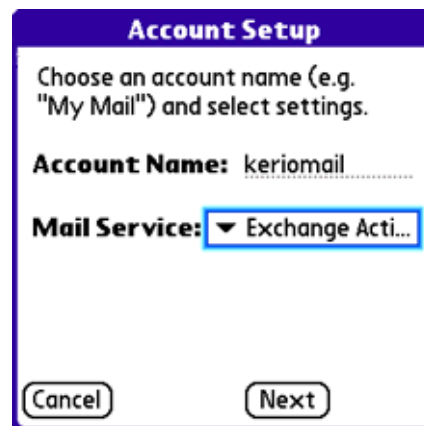 Account Setup
Choose an account name (e.g.
"My Mail") and select settings.
Account Name: keriomail
Mail Service: Exchange Acti...
Cancel Next